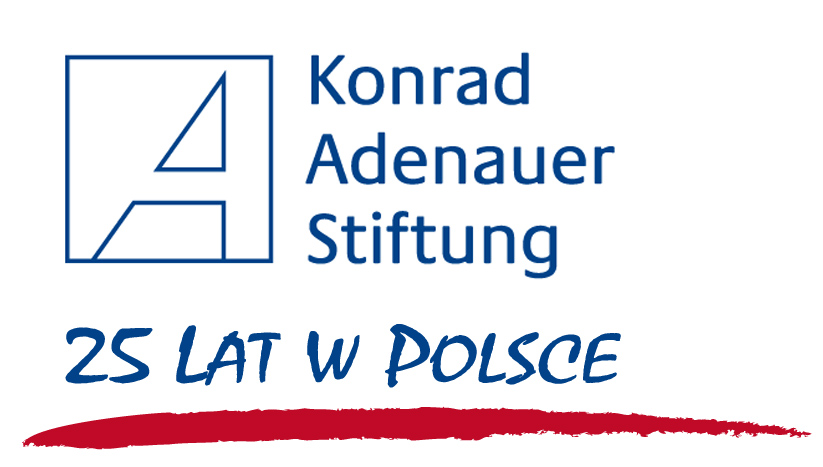 Konrad
Adenauer
Stiftung
25 LAT W POLSCE